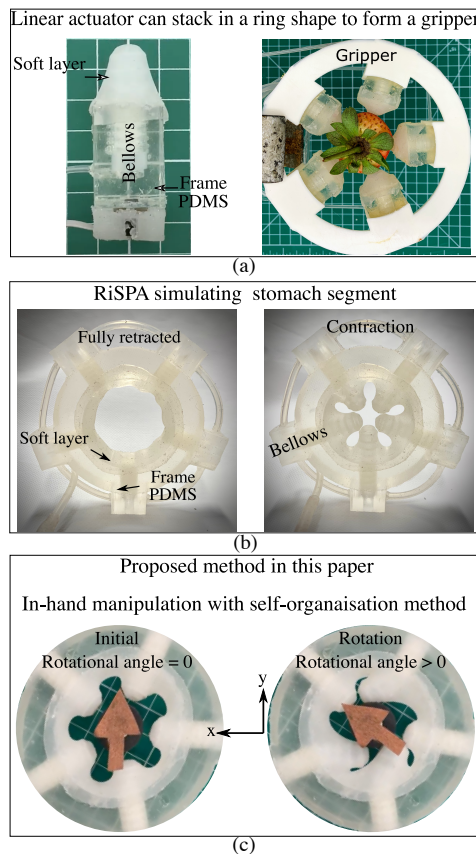 Linear actuator can stack in a ring shape to form a gripper
Soft layer
Bellows
Frame
PDMS
Gripper
(a)
RiSPA simulating stomach segment
Fully retracted
Soft layer
Frame
PDMS
Contraction
Bellows
(b)
Proposed method in this paper
In-hand manipulation with self-organaisation method
Initial
Rotational angle = 0
y
x
Rotation
Rotational angle > 0
(c)